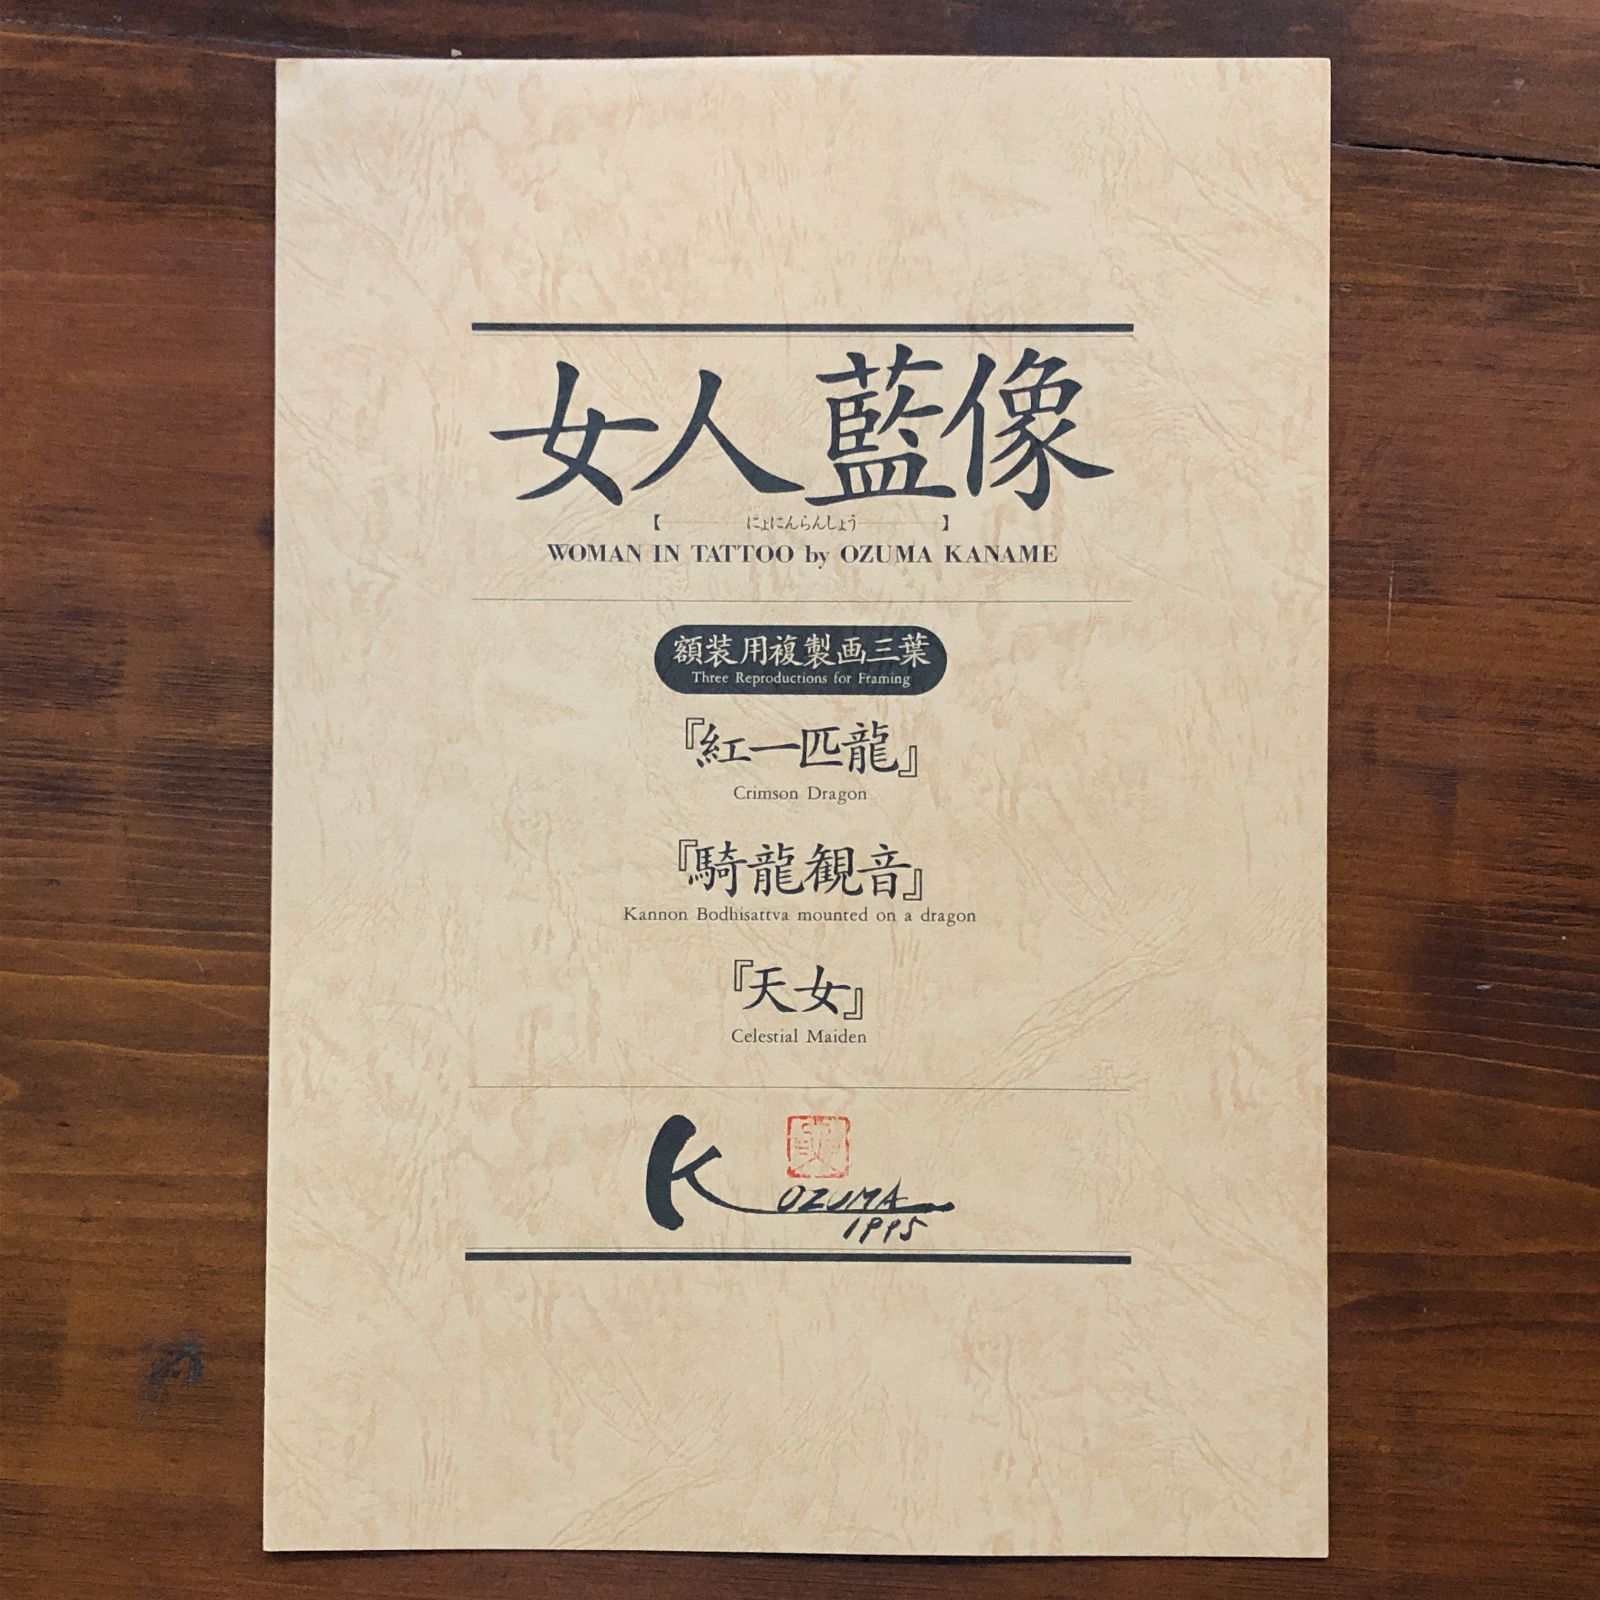 女人藍像
【にょにんらんしょう】
WOMAN IN TATTOO by OZUMA KANAME
額装用複製画三葉
Three Reproductions for Framing
『紅一匹龍』
Crimson Dragon
『騎龍観音』
Kannon Bodhisattva mounted on a dragon
『天女』
Celestial Maiden
K OZUMA
1995